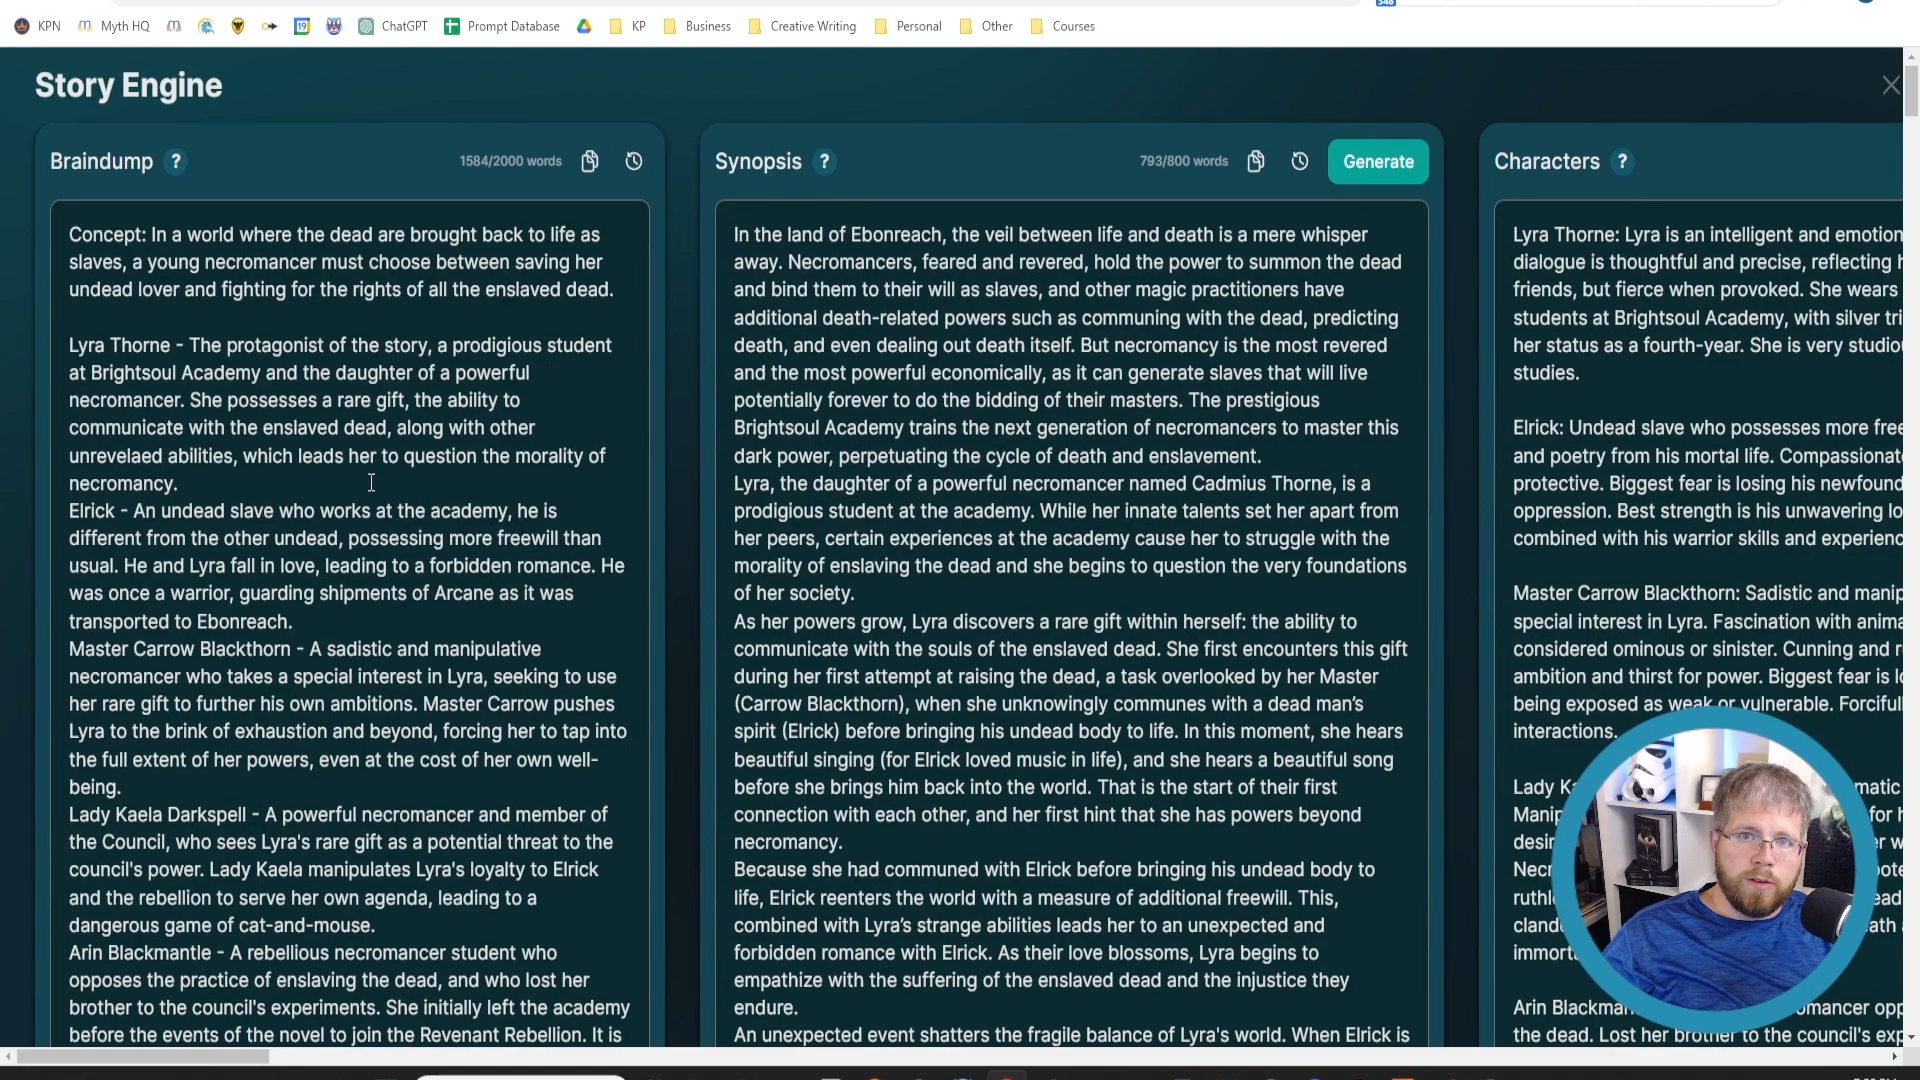 KPN Myth HQ 19 ChatGPT Prompt Database KP Business Creative Writing Personal Other Courses
Story Engine
Braindump ? 1584/2000 words
Concept: In a world where the dead are brought back to life as
slaves, a young necromancer must choose between saving her
undead lover and fighting for the rights of all the enslaved dead.
Lyra Thorne - The protagonist of the story, a prodigious student
at Brightsoul Academy and the daughter of a powerful
necromancer. She possesses a rare gift, the ability to
communicate with the enslaved dead, along with other
unrevelaed abilities, which leads her to question the morality of
necromancy.
Elrick - An undead slave who works at the academy, he is
different from the other undead, possessing more freewill than
usual. He and Lyra fall in love, leading to a forbidden romance. He
was once a warrior, guarding shipments of Arcane as it was
transported to Ebonreach.
Master Carrow Blackthorn - A sadistic and manipulative
necromancer who takes a special interest in Lyra, seeking to use
her rare gift to further his own ambitions. Master Carrow pushes
Lyra to the brink of exhaustion and beyond, forcing her to tap into
the full extent of her powers, even at the cost of her own well-
being.
Lady Kaela Darkspell - A powerful necromancer and member of
the Council, who sees Lyra's rare gift as a potential threat to the
council's power. Lady Kaela manipulates Lyra's loyalty to Elrick
and the rebellion to serve her own agenda, leading to a
dangerous game of cat-and-mouse.
Arin Blackmantle - A rebellious necromancer student who
opposes the practice of enslaving the dead, and who lost her
brother to the council's experiments. She initially left the academy
before the events of the novel to join the Revenant Rebellion. It is
Synopsis ? 793/800 words Generate
In the land of Ebonreach, the veil between life and death is a mere whisper
away. Necromancers, feared and revered, hold the power to summon the dead
and bind them to their will as slaves, and other magic practitioners have
additional death-related powers such as communing with the dead, predicting
death, and even dealing out death itself. But necromancy is the most revered
and the most powerful economically, as it can generate slaves that will live
potentially forever to do the bidding of their masters. The prestigious
Brightsoul Academy trains the next generation of necromancers to master this
dark power, perpetuating the cycle of death and enslavement.
Lyra, the daughter of a powerful necromancer named Cadmius Thorne, is a
prodigious student at the academy. While her innate talents set her apart from
her peers, certain experiences at the academy cause her to struggle with the
morality of enslaving the dead and she begins to question the very foundations
of her society.
As her powers grow, Lyra discovers a rare gift within herself: the ability to
communicate with the souls of the enslaved dead. She first encounters this gift
during her first attempt at raising the dead, a task overlooked by her Master
(Carrow Blackthorn), when she unknowingly communes with a dead man's
spirit (Elrick) before bringing his undead body to life. In this moment, she hears
beautiful singing (for Elrick loved music in life), and she hears a beautiful song
before she brings him back into the world. That is the start of their first
connection with each other, and her first hint that she has powers beyond
necromancy.
Because she had communed with Elrick before bringing his undead body to
life, Elrick reenters the world with a measure of additional freewill. This,
combined with Lyra's strange abilities leads her to an unexpected and
forbidden romance with Elrick. As their love blossoms, Lyra begins to
empathize with the suffering of the enslaved dead and the injustice they
endure.
An unexpected event shatters the fragile balance of Lyra's world. When Elrick is
Characters ?
Lyra Thorne: Lyra is an intelligent and emotion
dialogue is thoughtful and precise, reflecting
friends, but fierce when provoked. She wears
students at Brightsoul Academy, with silver tri
her status as a fourth-year. She is very studio
studies.
Elrick: Undead slave who possesses more free
and poetry from his mortal life. Compassionat
protective. Biggest fear is losing his newfound
oppression. Best strength is his unwavering lo
combined with his warrior skills and experienc
Master Carrow Blackthorn: Sadistic and manip
special interest in Lyra. Fascination with anima
considered ominous or sinister. Cunning and r
ambition and thirst for power. Biggest fear is l
being exposed as weak or vulnerable. Forcifull
interactions.
Lady K matic
Manip for h
desir er w
Necr pote
ruthl ead
cland ath a
immort
Arin Blackman omancer opp
the dead. Lost her brother to the council's exp